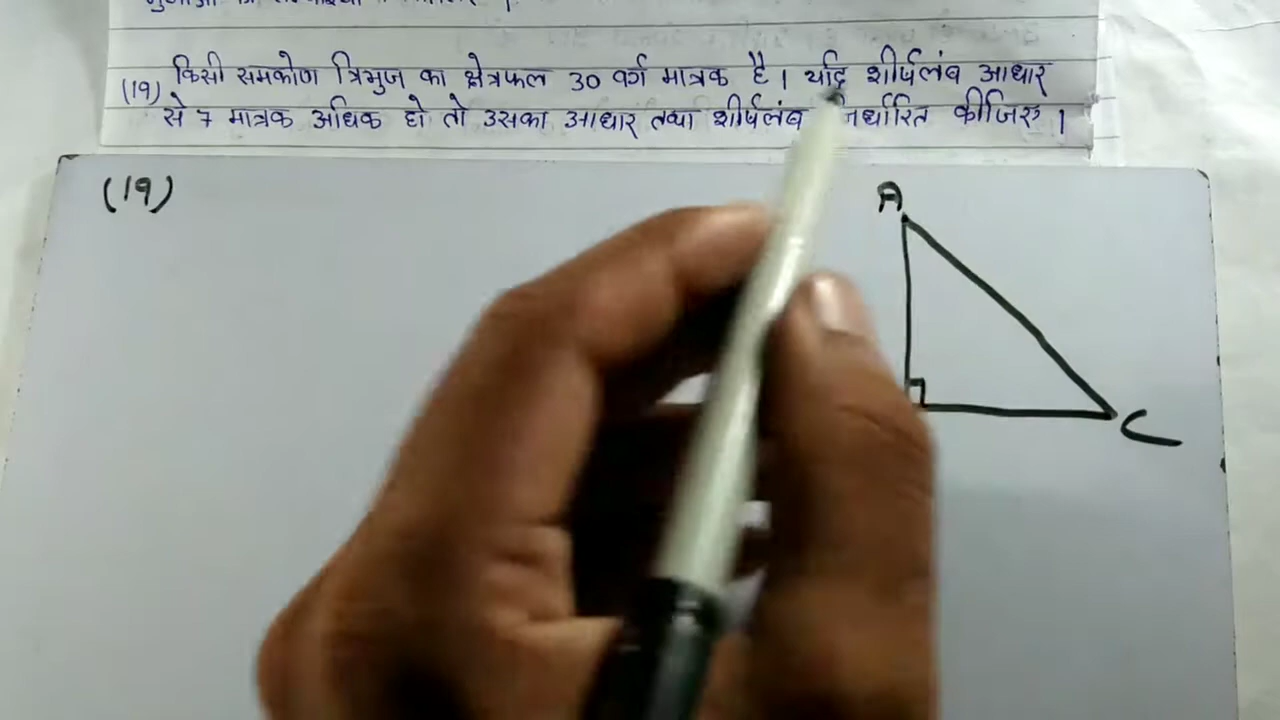 (19) किसी समकोण त्रिभुज का क्षेत्रफल 30 वर्ग मात्रक है। यदि शीर्षलंब आधार
से 7 मात्रक अधिक हो तो उसका आधार तथा शीर्षलंब निर्धारित कीजिए।
(19)
A
C